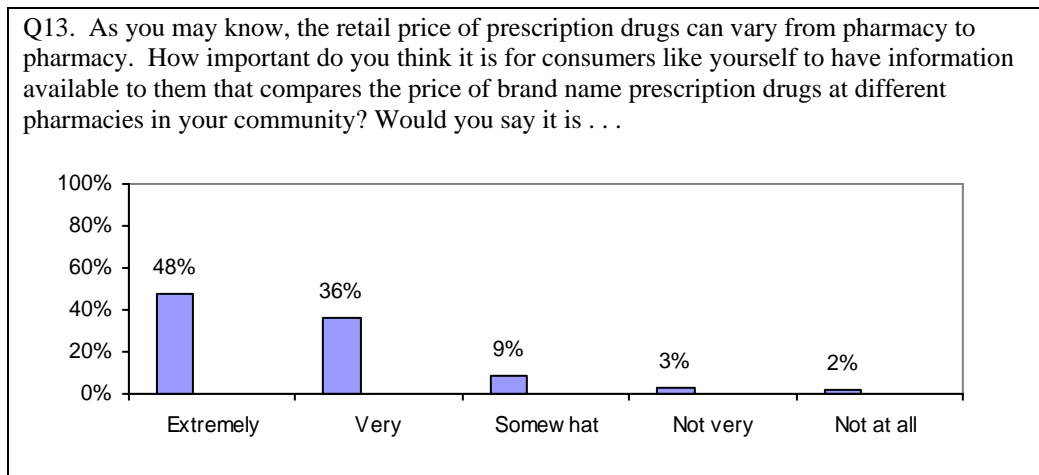 Q13. As you may know, the retail price of prescription drugs can vary from pharmacy to
pharmacy. How important do you think it is for consumers like yourself to have information
available to them that compares the price of brand name prescription drugs at different
pharmacies in your community? Would you say it is . . .
100%
80%
60%
40%
20%
0%
48%
36%
9%
3%
2%
Extremely
Very
Somew hat
Not very
Not at all